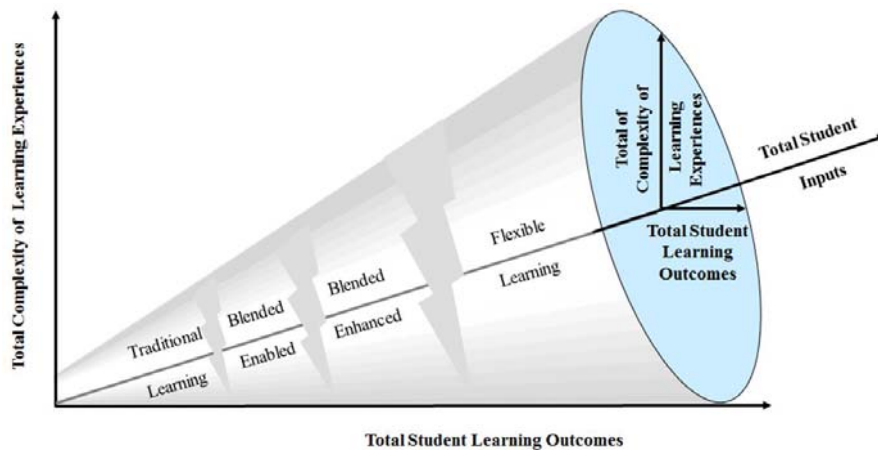 Total Complexity of Learning Experiences
Traditional
Learning
Blended
Enabled
Blended
Enhanced
Flexible
Learning
Total of
Complexity of
Learning
Experiences
Total Student
Inputs
Total Student
Learning
Outcomes
Total Student Learning Outcomes